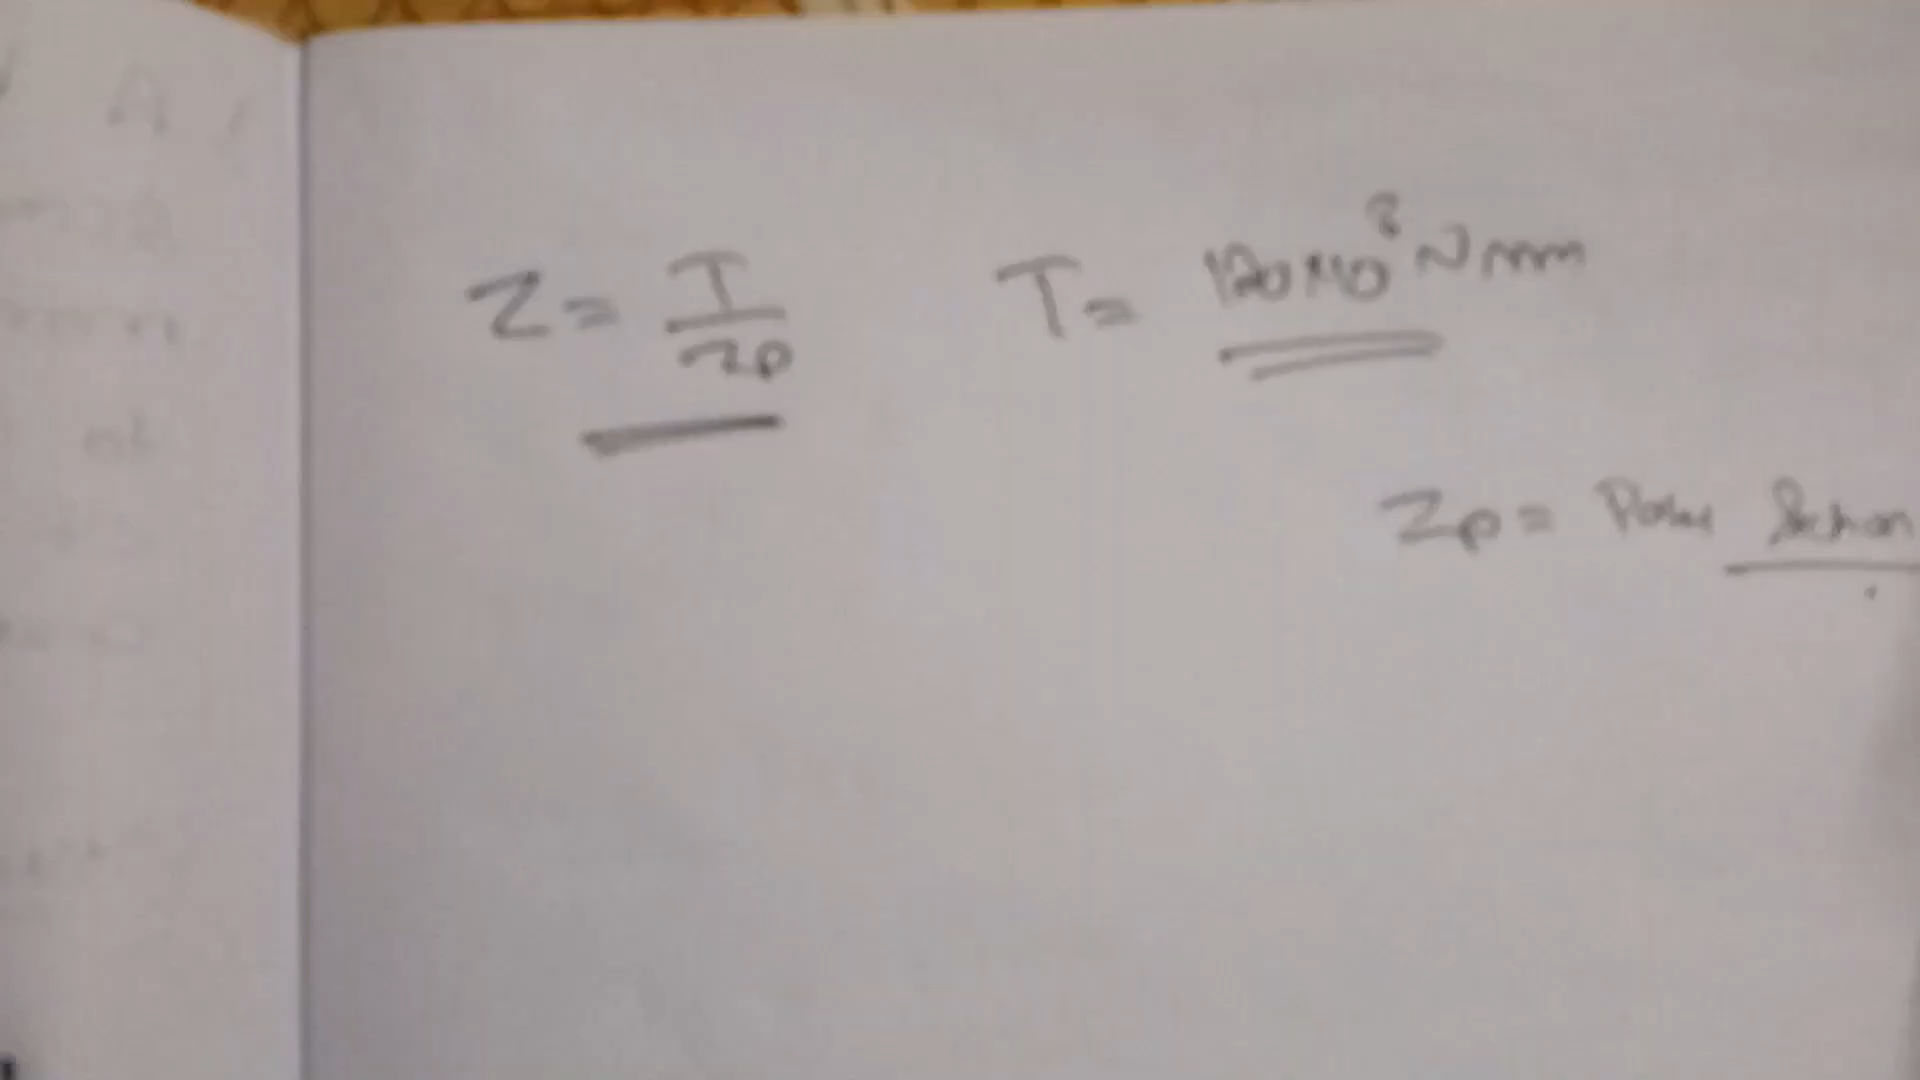 Z = T/Zp T = 120×10³ N mm
Zp = Polar Section